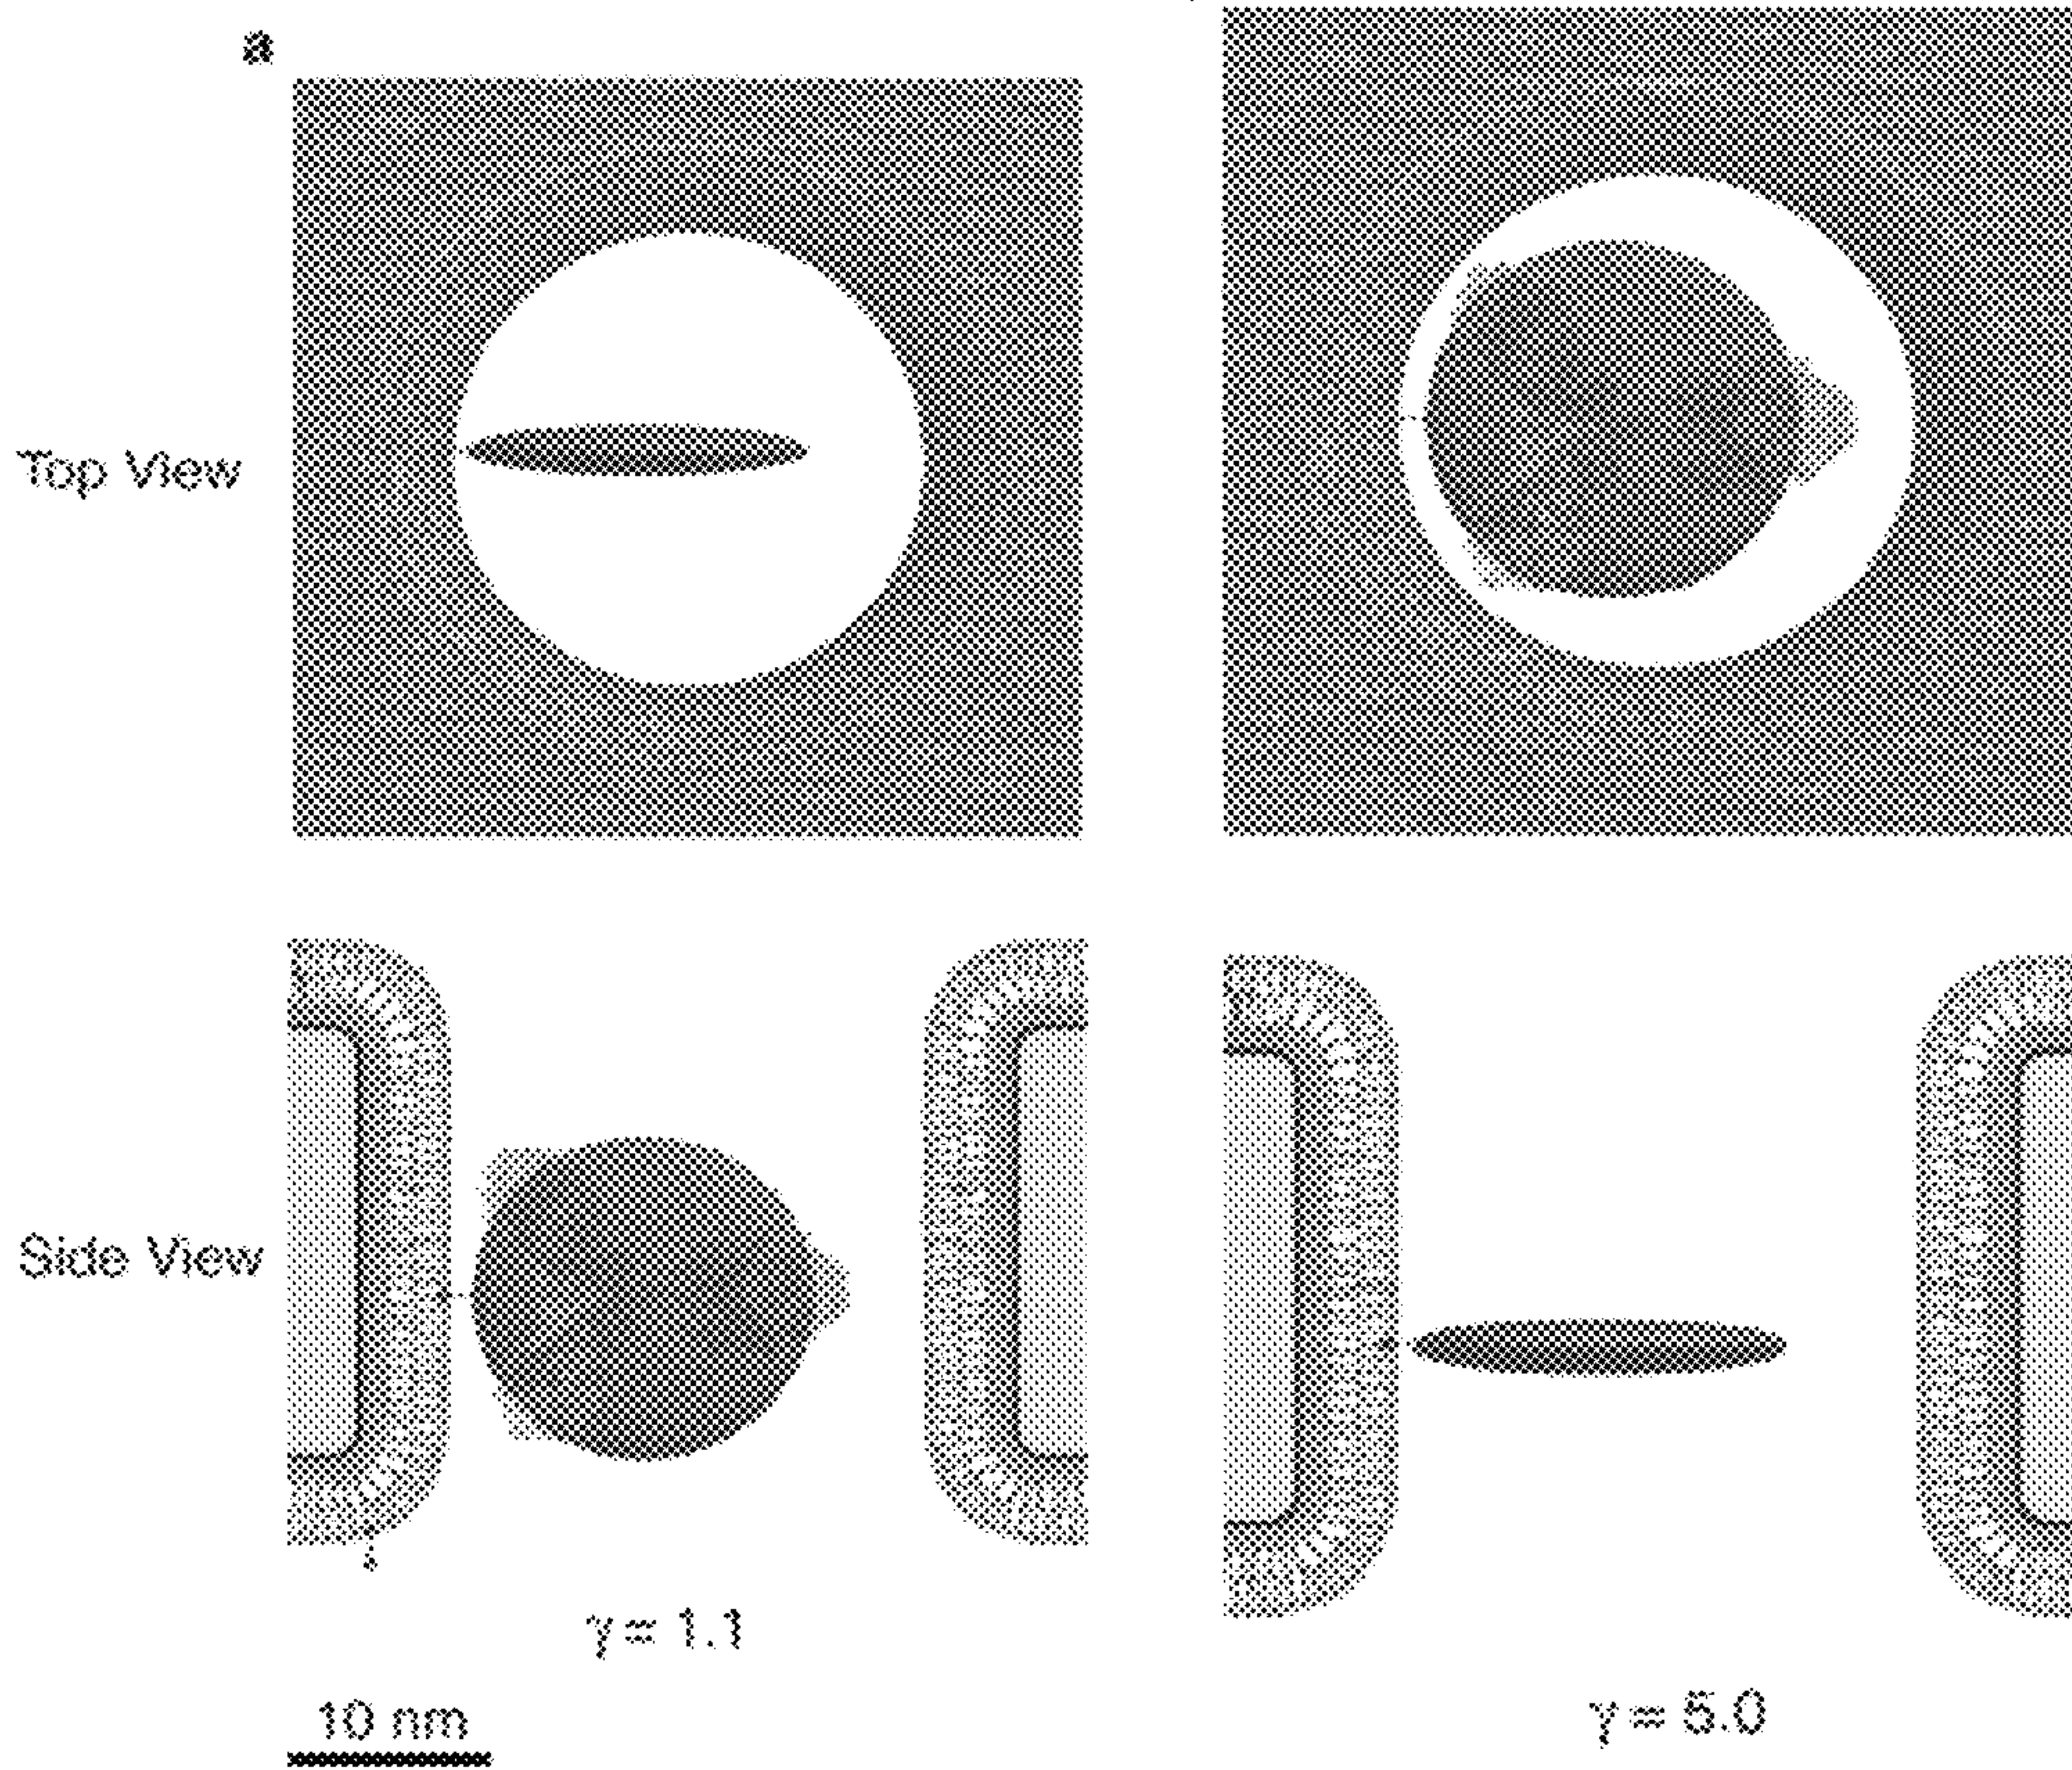 a
Top View
Side View
γ = 1.1
10 nm
γ = 5.0